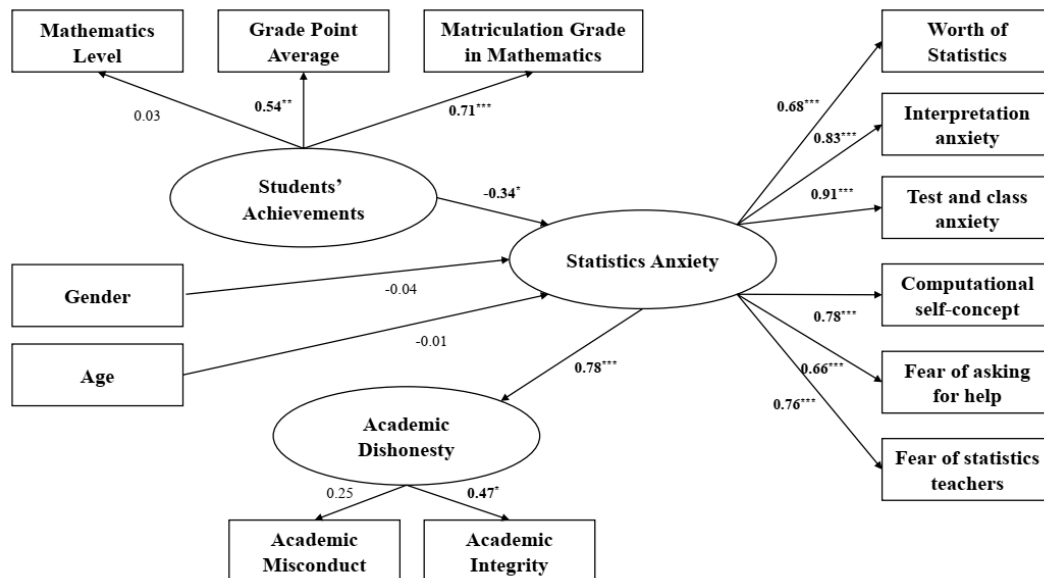 Mathematics
Level
Grade Point
Average
Matriculation Grade
in Mathematics
Worth of
Statistics
0.03
0.54**
0.71***
0.68***
Interpretation
anxiety
0.83***
Students’
Achievements
-0.34*
0.91***
Test and class
anxiety
Statistics Anxiety
Gender
-0.04
Computational
self-concept
0.78***
Age
-0.01
0.78***
0.66***
Fear of asking
for help
0.76***
Academic
Dishonesty
Fear of statistics
teachers
0.25
0.47*
Academic
Misconduct
Academic
Integrity